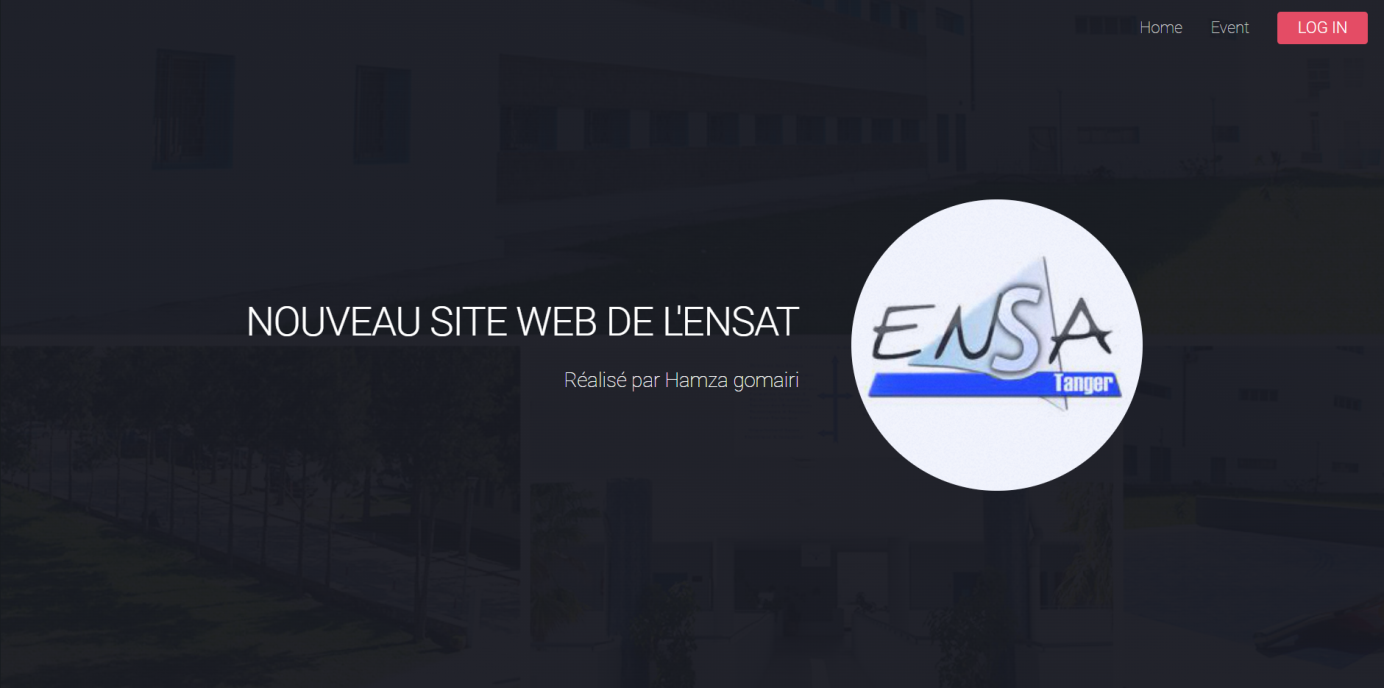 Home Event LOG IN
NOUVEAU SITE WEB DE L'ENSAT
Réalisé par Hamza gomairi
ENSA
Tanger